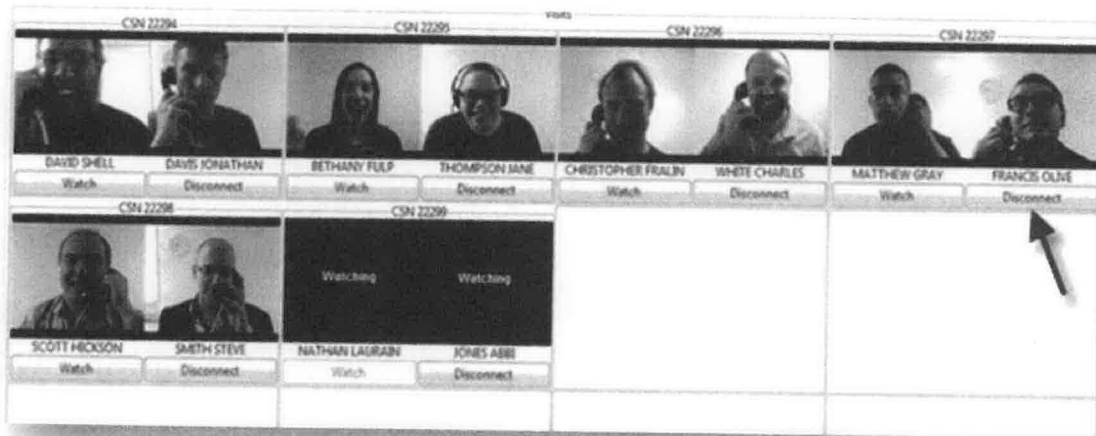 Visits
CSN 22294 CSN 22295 CSN 22296 CSN 22297
DAVID SHELL DAVIS JONATHAN BETHANY FULP THOMPSON JANE CHRISTOPHER FRALIN WHITE CHARLES MATTHEW GRAY FRANCIS OLIVE
Watch Disconnect Watch Disconnect Watch Disconnect Watch Disconnect
CSN 22298 CSN 22299
Watching Watching
SCOTT HICKSON SMITH STEVE NATHAN LAURAIN JONES ABBI
Watch Disconnect Watch Disconnect